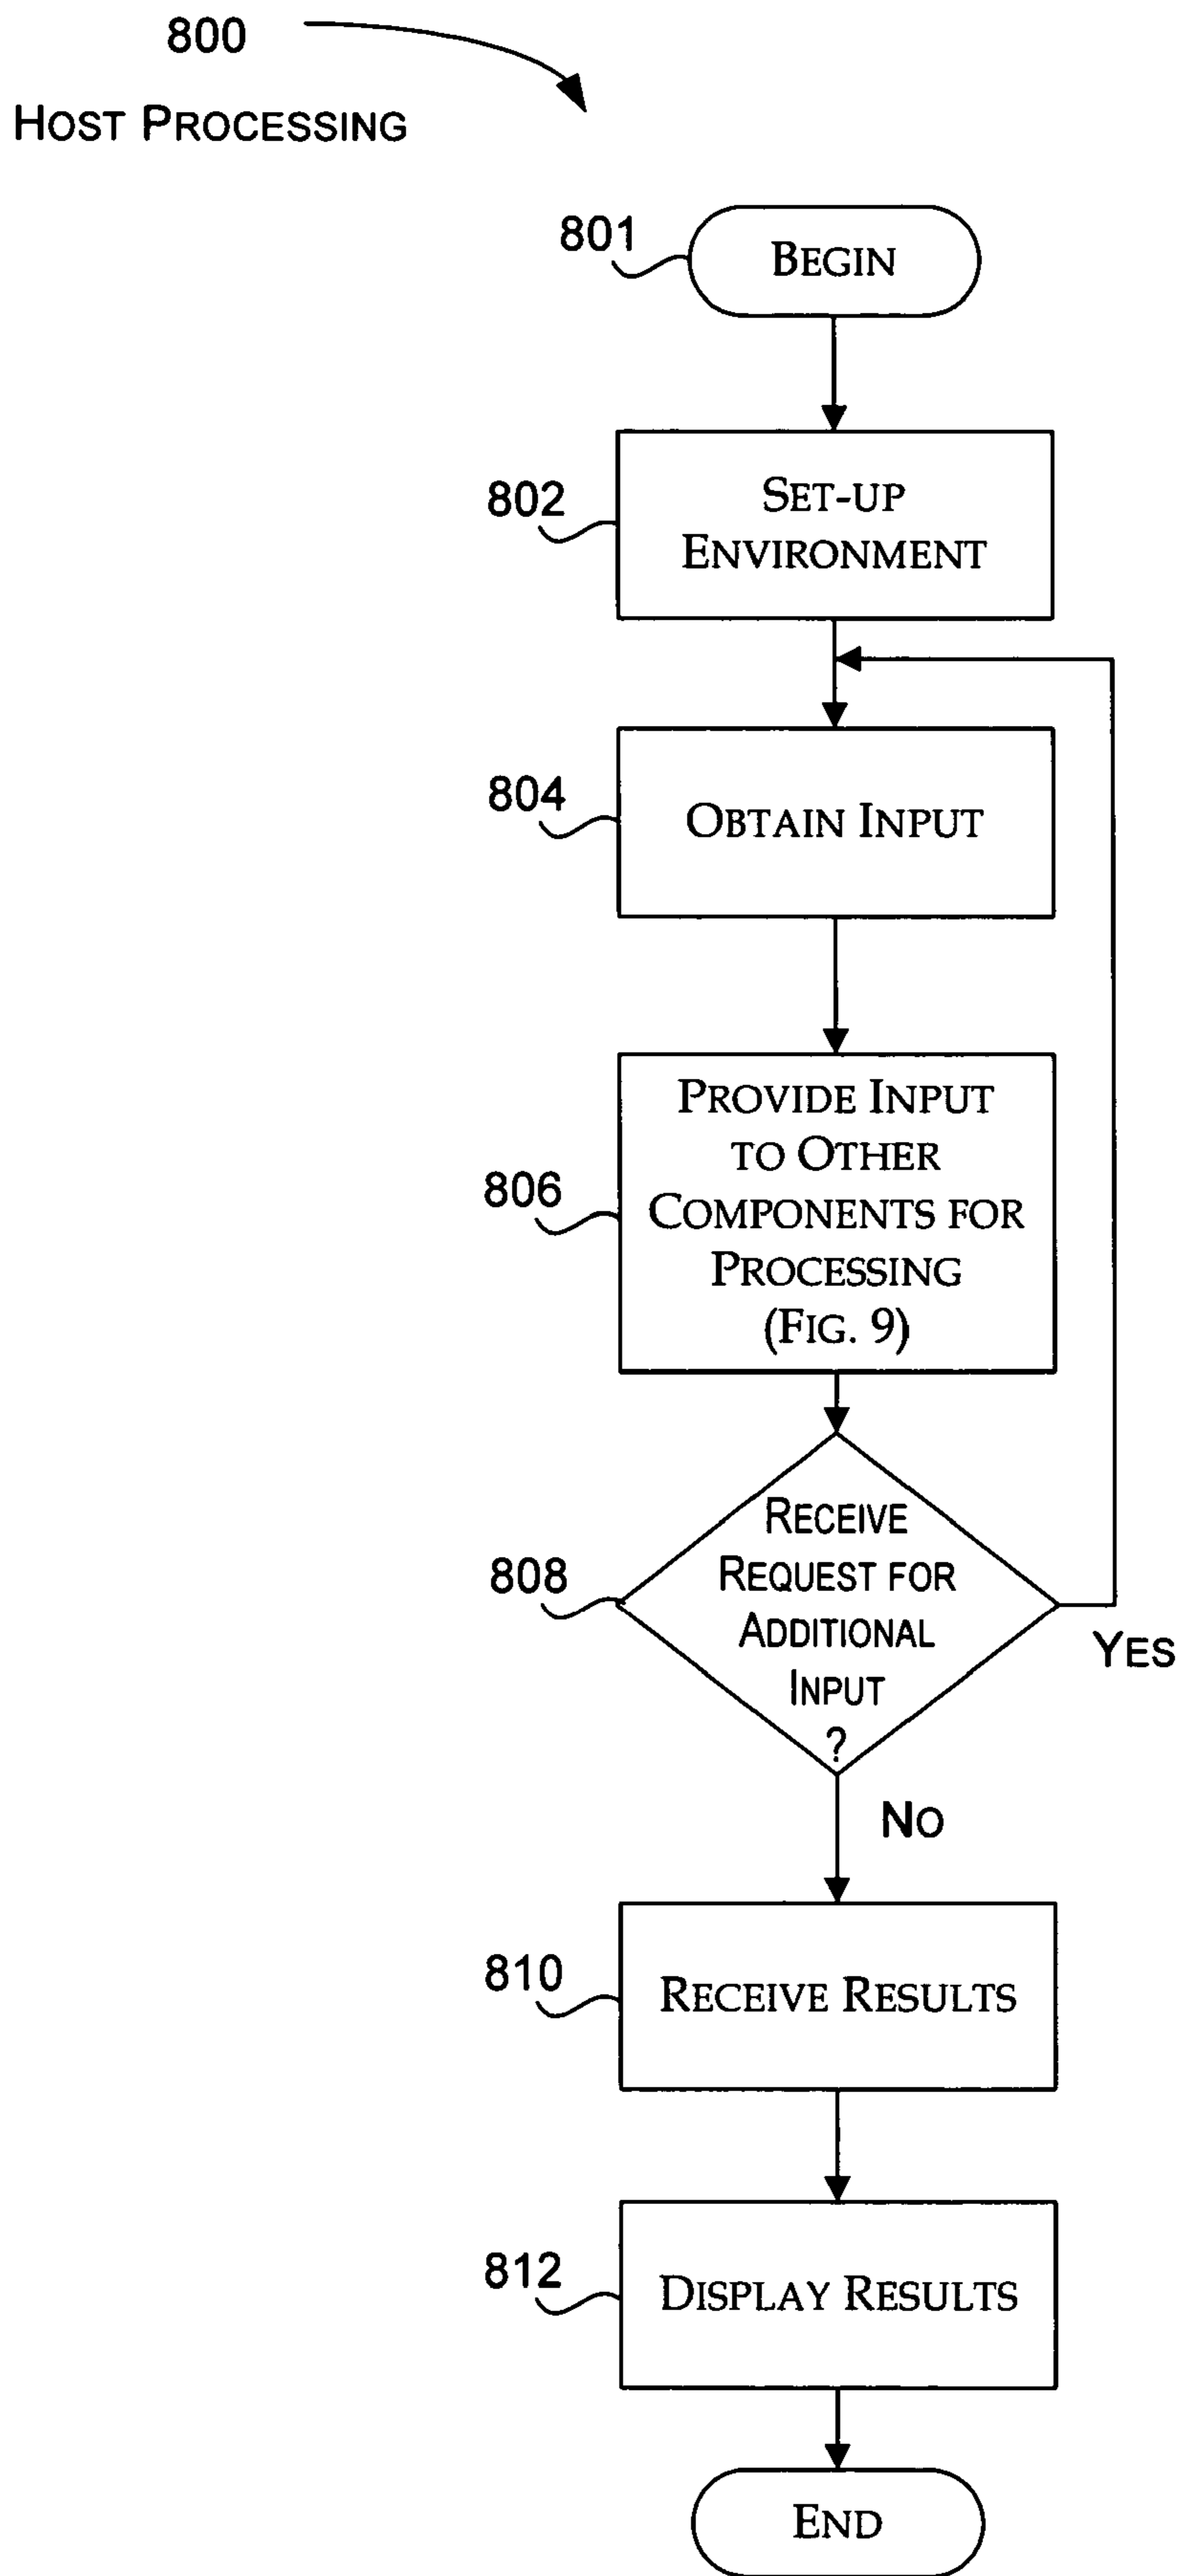 800
HOST PROCESSING
801
BEGIN
802
SET-UP
ENVIRONMENT
804
OBTAIN INPUT
806
PROVIDE INPUT
TO OTHER
COMPONENTS FOR
PROCESSING
(FIG. 9)
808
RECEIVE
REQUEST FOR
ADDITIONAL
INPUT
?
YES
NO
810
RECEIVE RESULTS
812
DISPLAY RESULTS
END